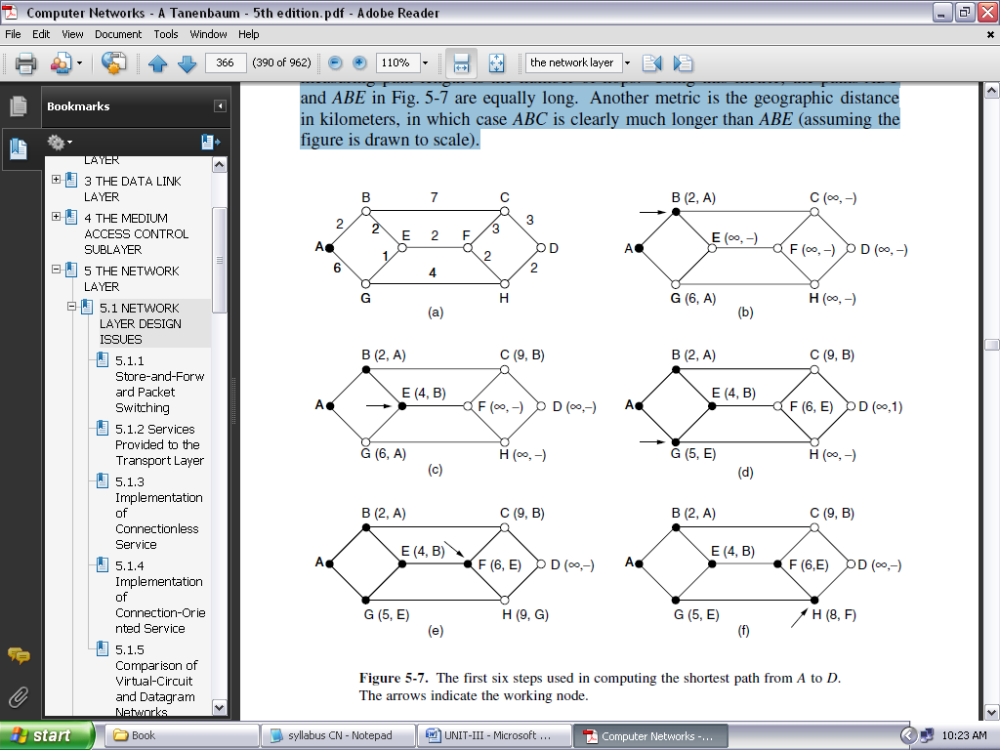 Computer Networks - A Tanenbaum - 5th edition.pdf - Adobe Reader
File Edit View Document Tools Window Help
366 (390 of 962) 110% the network layer
Bookmarks
LAYER
3 THE DATA LINK
LAYER
4 THE MEDIUM
ACCESS CONTROL
SUBLAYER
5 THE NETWORK
LAYER
5.1 NETWORK
LAYER DESIGN
ISSUES
5.1.1
Store-and-Forw
ard Packet
Switching
5.1.2 Services
Provided to the
Transport Layer
5.1.3
Implementation
of
Connectionless
Service
5.1.4
Implementation
of
Connection-Orie
nted Service
5.1.5
Comparison of
Virtual-Circuit
and Datagram
Networks
and ABE in Fig. 5-7 are equally long. Another metric is the geographic distance
in kilometers, in which case ABC is clearly much longer than ABE (assuming the
figure is drawn to scale).
B 7 C
2 2 3 3
A E 2 F D
6 1 2 2
4
G H
(a)
B (2, A) C (∞, –)
E (∞, –)
A F (∞, –) D (∞, –)
G (6, A) H (∞, –)
(b)
B (2, A) C (9, B)
E (4, B)
A F (∞, –) D (∞,–)
G (6, A) H (∞, –)
(c)
B (2, A) C (9, B)
E (4, B)
A F (6, E) D (∞,1)
G (5, E) H (∞, –)
(d)
B (2, A) C (9, B)
E (4, B)
A F (6, E) D (∞,–)
G (5, E) H (9, G)
(e)
B (2, A) C (9, B)
E (4, B)
A F (6,E) D (∞,–)
G (5, E) H (8, F)
(f)
Figure 5-7. The first six steps used in computing the shortest path from A to D.
The arrows indicate the working node.
start Book syllabus CN - Notepad UNIT-III - Microsoft ... Computer Networks -... 10:23 AM